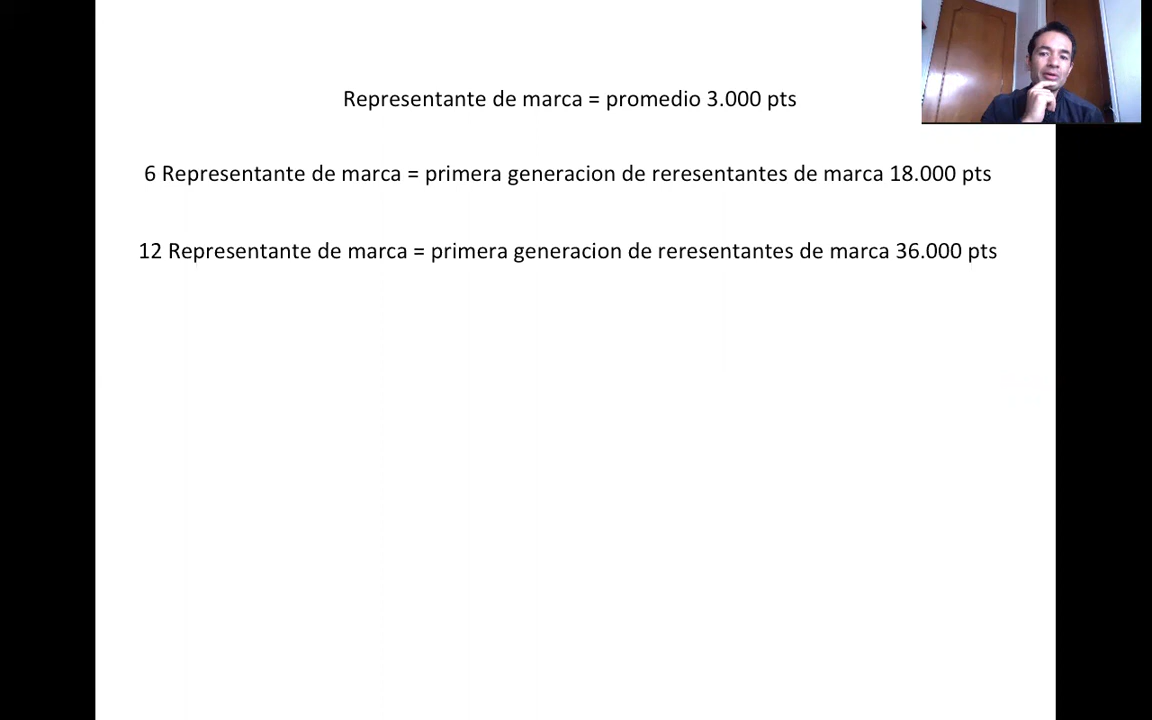 Representante de marca = promedio 3.000 pts
6 Representante de marca = primera generacion de reresentantes de marca 18.000 pts
12 Representante de marca = primera generacion de reresentantes de marca 36.000 pts